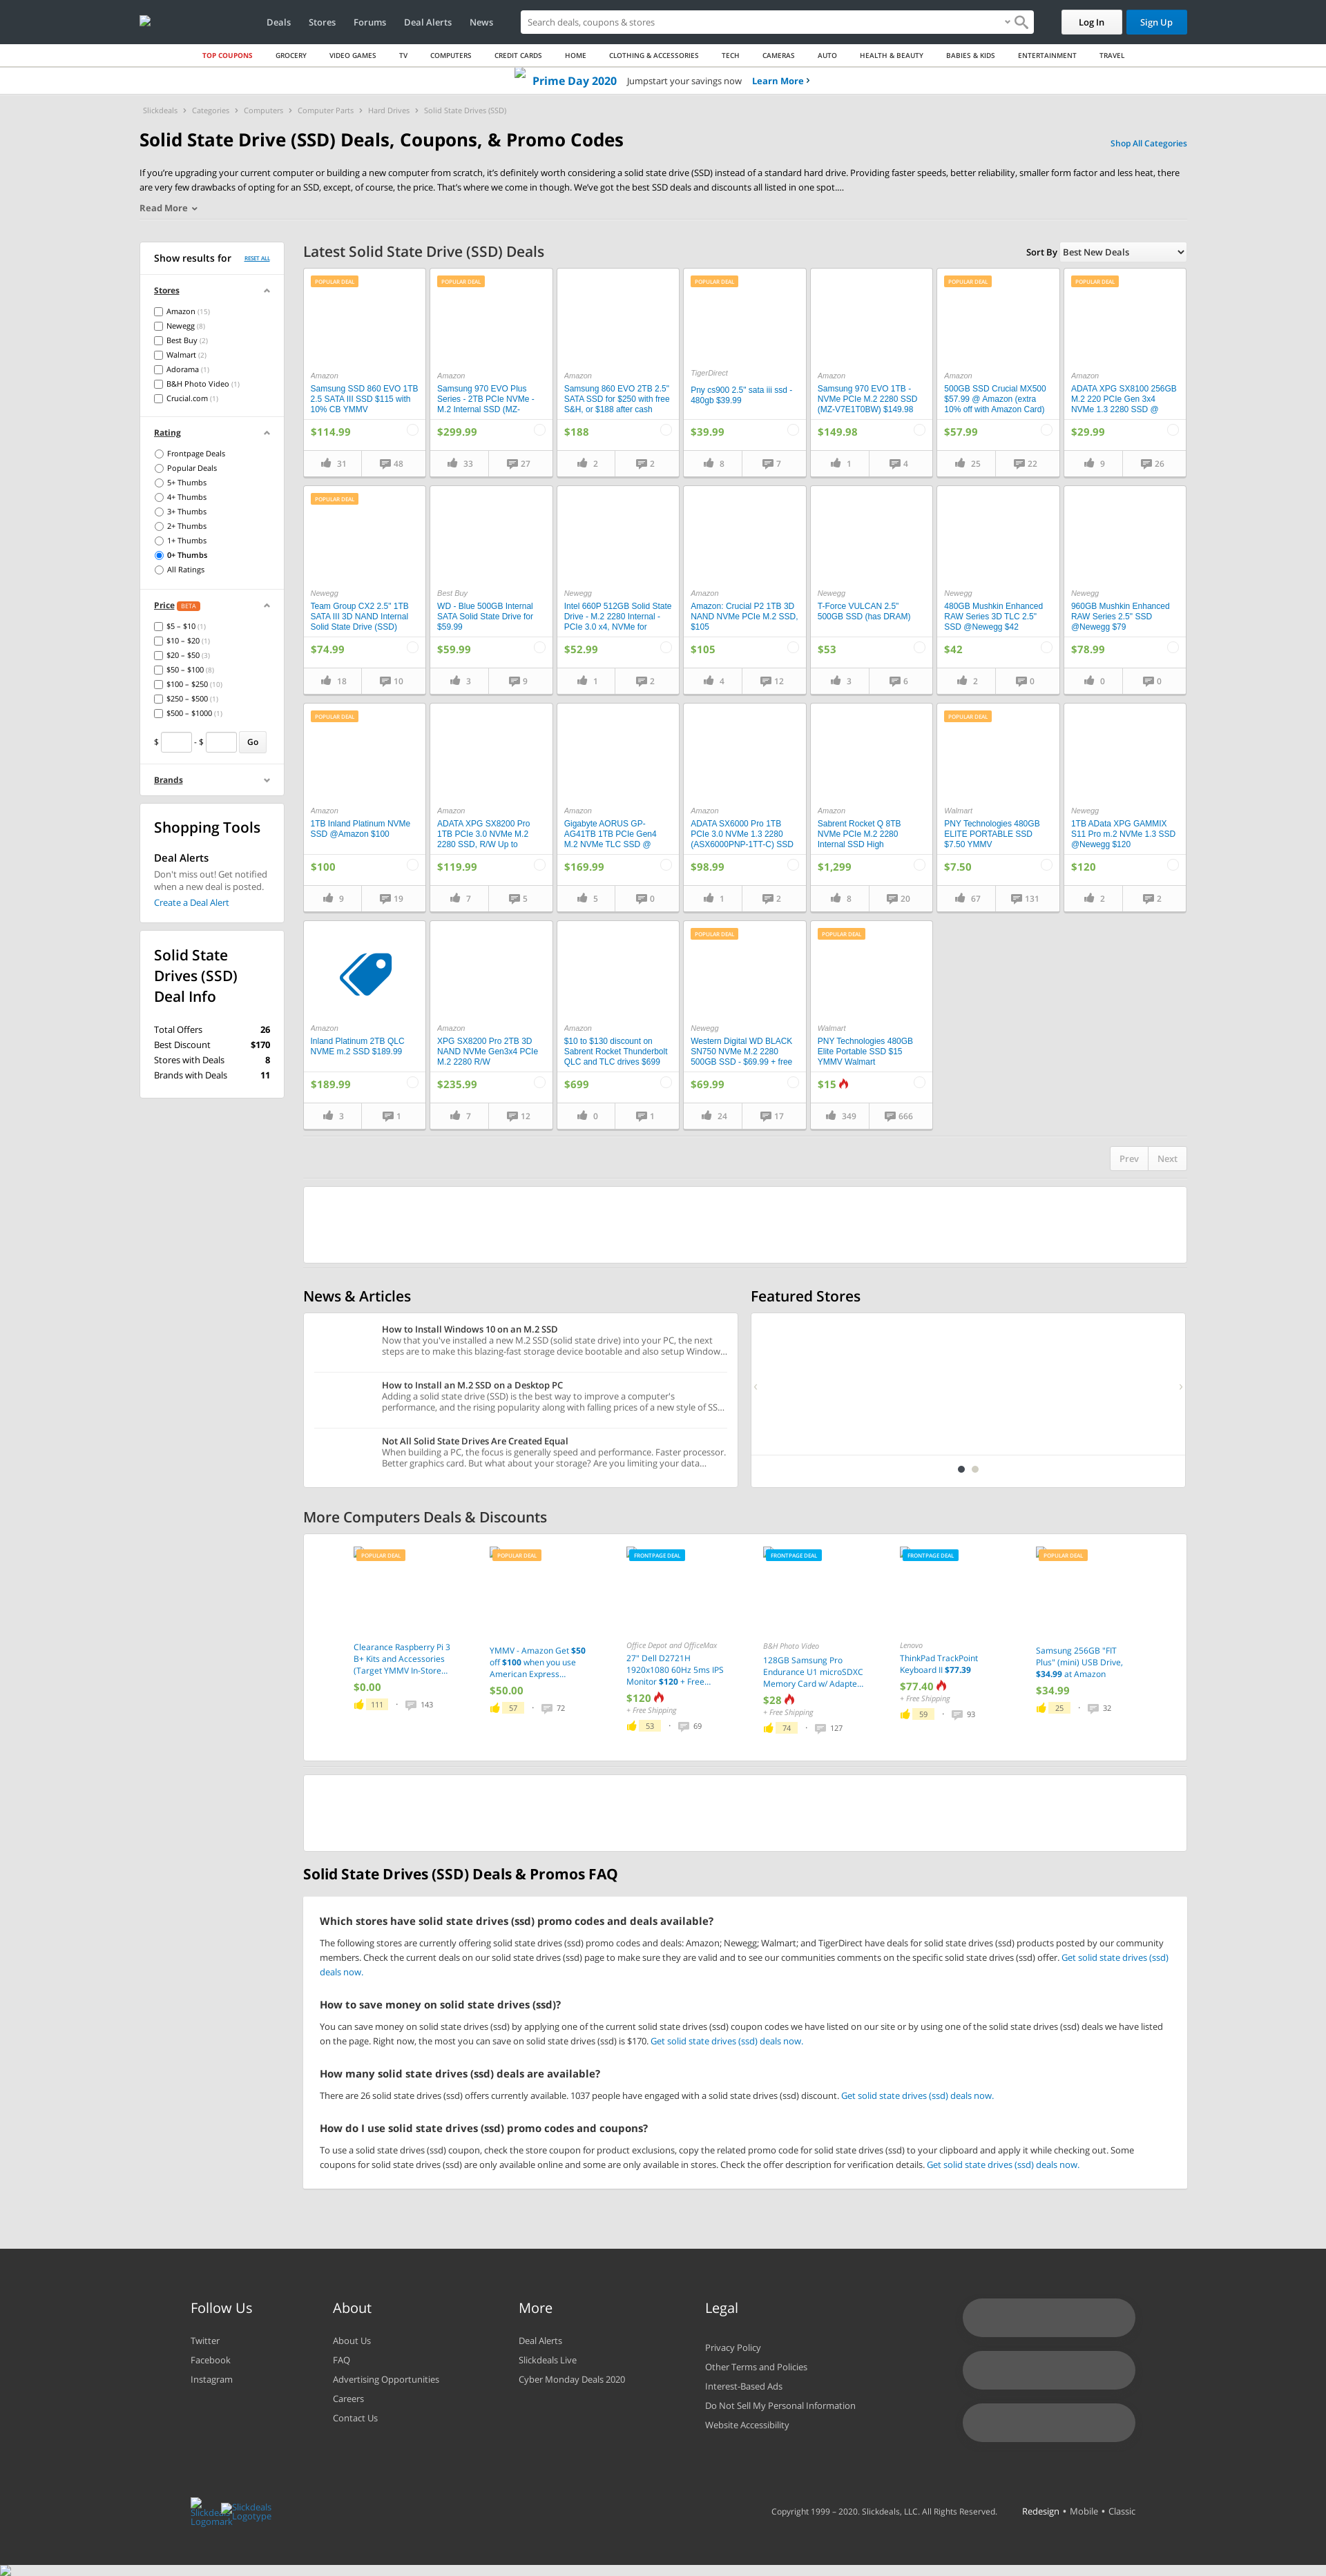 Deals
Stores
Forums
Deal Alerts
News
Search deals, coupons & stores
Log In
Sign Up
TOP COUPONS
GROCERY
VIDEO GAMES
TV
COMPUTERS
CREDIT CARDS
HOME
CLOTHING & ACCESSORIES
TECH
CAMERAS
AUTO
HEALTH & BEAUTY
BABIES & KIDS
ENTERTAINMENT
TRAVEL
Prime Day 2020 Jumpstart your savings now Learn More ›
Slickdeals › Categories › Computers › Computer Parts › Hard Drives › Solid State Drives (SSD)
Solid State Drive (SSD) Deals, Coupons, & Promo Codes
Shop All Categories
If you're upgrading your current computer or building a new computer from scratch, it's definitely worth considering a solid state drive (SSD) instead of a standard hard drive. Providing faster speeds, better reliability, smaller form factor and less heat, there
are very few drawbacks of opting for an SSD, except, of course, the price. That's where we come in though. We've got the best SSD deals and discounts all listed in one spot....
Read More
Show results for
RESET ALL
Stores
Amazon (15)
Newegg (8)
Best Buy (2)
Walmart (2)
Adorama (1)
B&H Photo Video (1)
Crucial.com (1)
Rating
Frontpage Deals
Popular Deals
5+ Thumbs
4+ Thumbs
3+ Thumbs
2+ Thumbs
1+ Thumbs
0+ Thumbs
All Ratings
Price BETA
$5 – $10 (1)
$10 – $20 (1)
$20 – $50 (3)
$50 – $100 (8)
$100 – $250 (10)
$250 – $500 (1)
$500 – $1000 (1)
$ - $ Go
Brands
Shopping Tools
Deal Alerts
Don't miss out! Get notified
when a new deal is posted.
Create a Deal Alert
Solid State
Drives (SSD)
Deal Info
Total Offers 26
Best Discount $170
Stores with Deals 8
Brands with Deals 11
Latest Solid State Drive (SSD) Deals
Sort By Best New Deals
POPULAR DEAL
Amazon
Samsung SSD 860 EVO 1TB
2.5 SATA III SSD $115 with
10% CB YMMV
$114.99
31 48
POPULAR DEAL
Amazon
Samsung 970 EVO Plus
Series - 2TB PCIe NVMe -
M.2 Internal SSD (MZ-
$299.99
33 27
Amazon
Samsung 860 EVO 2TB 2.5"
SATA SSD for $250 with free
S&H, or $188 after cash
$188
2 2
POPULAR DEAL
TigerDirect
Pny cs900 2.5" sata iii ssd -
480gb $39.99
$39.99
8 7
Amazon
Samsung 970 EVO 1TB -
NVMe PCIe M.2 2280 SSD
(MZ-V7E1T0BW) $149.98
$149.98
1 4
POPULAR DEAL
Amazon
500GB SSD Crucial MX500
$57.99 @ Amazon (extra
10% off with Amazon Card)
$57.99
25 22
POPULAR DEAL
Amazon
ADATA XPG SX8100 256GB
M.2 220 PCIe Gen 3x4
NVMe 1.3 2280 SSD @
$29.99
9 26
POPULAR DEAL
Newegg
Team Group CX2 2.5" 1TB
SATA III 3D NAND Internal
Solid State Drive (SSD)
$74.99
18 10
Best Buy
WD - Blue 500GB Internal
SATA Solid State Drive for
$59.99
$59.99
3 9
Newegg
Intel 660P 512GB Solid State
Drive - M.2 2280 Internal -
PCIe 3.0 x4, NVMe for
$52.99
1 2
Amazon
Amazon: Crucial P2 1TB 3D
NAND NVMe PCIe M.2 SSD,
$105
$105
4 12
Newegg
T-Force VULCAN 2.5"
500GB SSD (has DRAM)
$53
3 6
Newegg
480GB Mushkin Enhanced
RAW Series 3D TLC 2.5"
SSD @Newegg $42
$42
2 0
Newegg
960GB Mushkin Enhanced
RAW Series 2.5" SSD
@Newegg $79
$78.99
0 0
POPULAR DEAL
Amazon
1TB Inland Platinum NVMe
SSD @Amazon $100
$100
9 19
Amazon
ADATA XPG SX8200 Pro
1TB PCIe 3.0 NVMe M.2
2280 SSD, R/W Up to
$119.99
7 5
Amazon
Gigabyte AORUS GP-
AG41TB 1TB PCIe Gen4
M.2 NVMe TLC SSD @
$169.99
5 0
Amazon
ADATA SX6000 Pro 1TB
PCIe 3.0 NVMe 1.3 2280
(ASX6000PNP-1TT-C) SSD
$98.99
1 2
Amazon
Sabrent Rocket Q 8TB
NVMe PCIe M.2 2280
Internal SSD High
$1,299
8 20
POPULAR DEAL
Walmart
PNY Technologies 480GB
ELITE PORTABLE SSD
$7.50 YMMV
$7.50
67 131
Newegg
1TB AData XPG GAMMIX
S11 Pro m.2 NVMe 1.3 SSD
@Newegg $120
$120
2 2
Amazon
Inland Platinum 2TB QLC
NVME m.2 SSD $189.99
$189.99
3 1
Amazon
XPG SX8200 Pro 2TB 3D
NAND NVMe Gen3x4 PCIe
M.2 2280 R/W
$235.99
7 12
Amazon
$10 to $130 discount on
Sabrent Rocket Thunderbolt
QLC and TLC drives $699
$699
0 1
POPULAR DEAL
Newegg
Western Digital WD BLACK
SN750 NVMe M.2 2280
500GB SSD - $69.99 + free
$69.99
24 17
POPULAR DEAL
Walmart
PNY Technologies 480GB
Elite Portable SSD $15
YMMV Walmart
$15
349 666
Prev Next
News & Articles
How to Install Windows 10 on an M.2 SSD
Now that you've installed a new M.2 SSD (solid state drive) into your PC, the next
steps are to make this blazing-fast storage device bootable and also setup Window...
How to Install an M.2 SSD on a Desktop PC
Adding a solid state drive (SSD) is the best way to improve a computer's
performance, and the rising popularity along with falling prices of a new style of SS...
Not All Solid State Drives Are Created Equal
When building a PC, the focus is generally speed and performance. Faster processor.
Better graphics card. But what about your storage? Are you limiting your data...
Featured Stores
More Computers Deals & Discounts
POPULAR DEAL
Clearance Raspberry Pi 3
B+ Kits and Accessories
(Target YMMV In-Store...
$0.00
111 · 143
POPULAR DEAL
YMMV - Amazon Get $50
off $100 when you use
American Express...
$50.00
57 · 72
FRONTPAGE DEAL
Office Depot and OfficeMax
27" Dell D2721H
1920x1080 60Hz 5ms IPS
Monitor $120 + Free...
$120
+ Free Shipping
53 · 69
FRONTPAGE DEAL
B&H Photo Video
128GB Samsung Pro
Endurance U1 microSDXC
Memory Card w/ Adapte...
$28
+ Free Shipping
74 · 127
FRONTPAGE DEAL
Lenovo
ThinkPad TrackPoint
Keyboard II $77.39
$77.40
+ Free Shipping
59 · 93
POPULAR DEAL
Samsung 256GB "FIT
Plus" (mini) USB Drive,
$34.99 at Amazon
$34.99
25 · 32
Solid State Drives (SSD) Deals & Promos FAQ
Which stores have solid state drives (ssd) promo codes and deals available?
The following stores are currently offering solid state drives (ssd) promo codes and deals: Amazon; Newegg; Walmart; and TigerDirect have deals for solid state drives (ssd) products posted by our community
members. Check the current deals on our solid state drives (ssd) page to make sure they are valid and to see our communities comments on the specific solid state drives (ssd) offer. Get solid state drives (ssd)
deals now.
How to save money on solid state drives (ssd)?
You can save money on solid state drives (ssd) by applying one of the current solid state drives (ssd) coupon codes we have listed on our site or by using one of the solid state drives (ssd) deals we have listed
on the page. Right now, the most you can save on solid state drives (ssd) is $170. Get solid state drives (ssd) deals now.
How many solid state drives (ssd) deals are available?
There are 26 solid state drives (ssd) offers currently available. 1037 people have engaged with a solid state drives (ssd) discount. Get solid state drives (ssd) deals now.
How do I use solid state drives (ssd) promo codes and coupons?
To use a solid state drives (ssd) coupon, check the store coupon for product exclusions, copy the related promo code for solid state drives (ssd) to your clipboard and apply it while checking out. Some
coupons for solid state drives (ssd) are only available online and some are only available in stores. Check the offer description for verification details. Get solid state drives (ssd) deals now.
Follow Us
Twitter
Facebook
Instagram
About
About Us
FAQ
Advertising Opportunities
Careers
Contact Us
More
Deal Alerts
Slickdeals Live
Cyber Monday Deals 2020
Legal
Privacy Policy
Other Terms and Policies
Interest-Based Ads
Do Not Sell My Personal Information
Website Accessibility
Slickdeals
Logomark
Slickdeals
Logotype
Copyright 1999 – 2020. Slickdeals, LLC. All Rights Reserved.
Redesign • Mobile • Classic